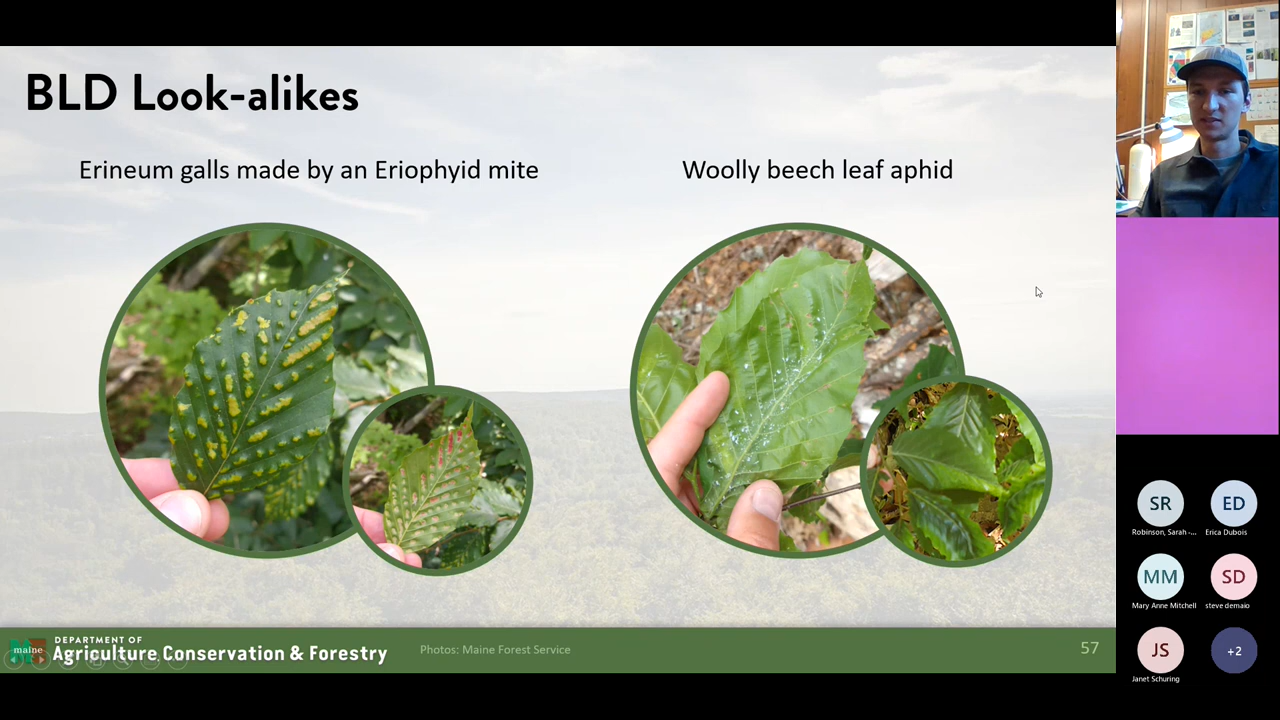 BLD Look-alikes
Erineum galls made by an Eriophyid mite
Woolly beech leaf aphid
maine
DEPARTMENT OF
Agriculture Conservation & Forestry
Photos: Maine Forest Service
57
SR
ED
Robinson, Sarah -...
Erica Dubois
MM
SD
Mary Anne Mitchell
steve demaio
JS
+2
Janet Schuring